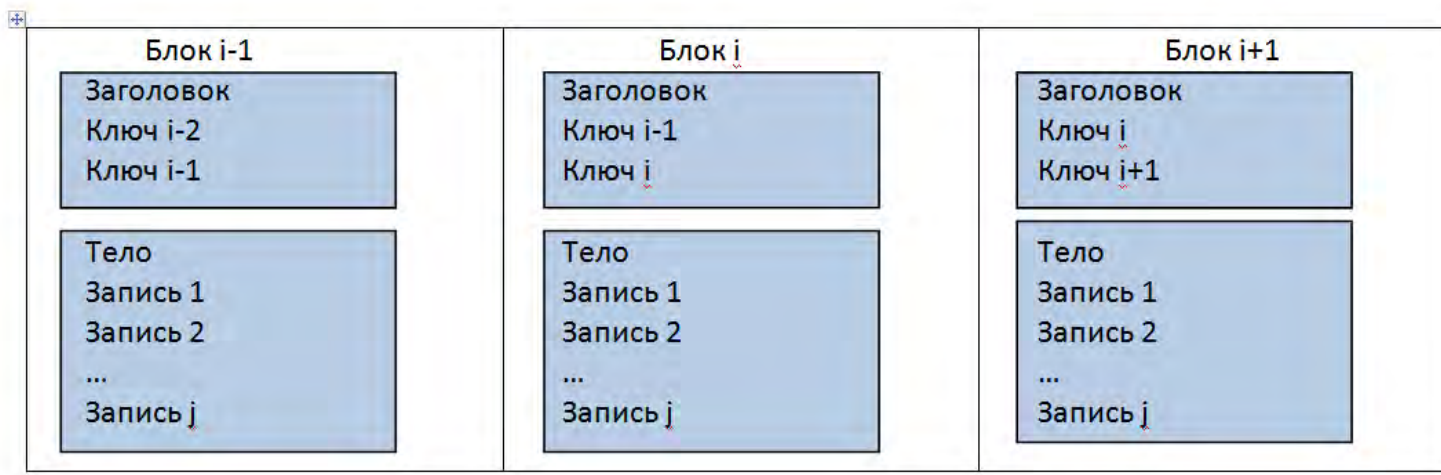 Блок i-1
Заголовок
Ключ i-2
Ключ i-1
Тело
Запись 1
Запись 2
...
Запись j
Блок i
Заголовок
Ключ i-1
Ключ i
Тело
Запись 1
Запись 2
...
Запись j
Блок i+1
Заголовок
Ключ i
Ключ i+1
Тело
Запись 1
Запись 2
...
Запись j